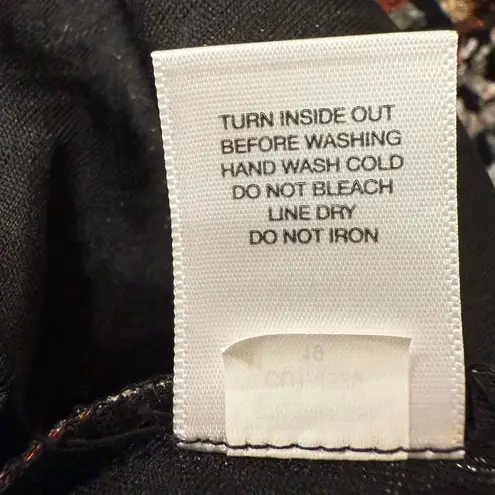 TURN INSIDE OUT
BEFORE WASHING
HAND WASH COLD
DO NOT BLEACH
LINE DRY
DO NOT IRON